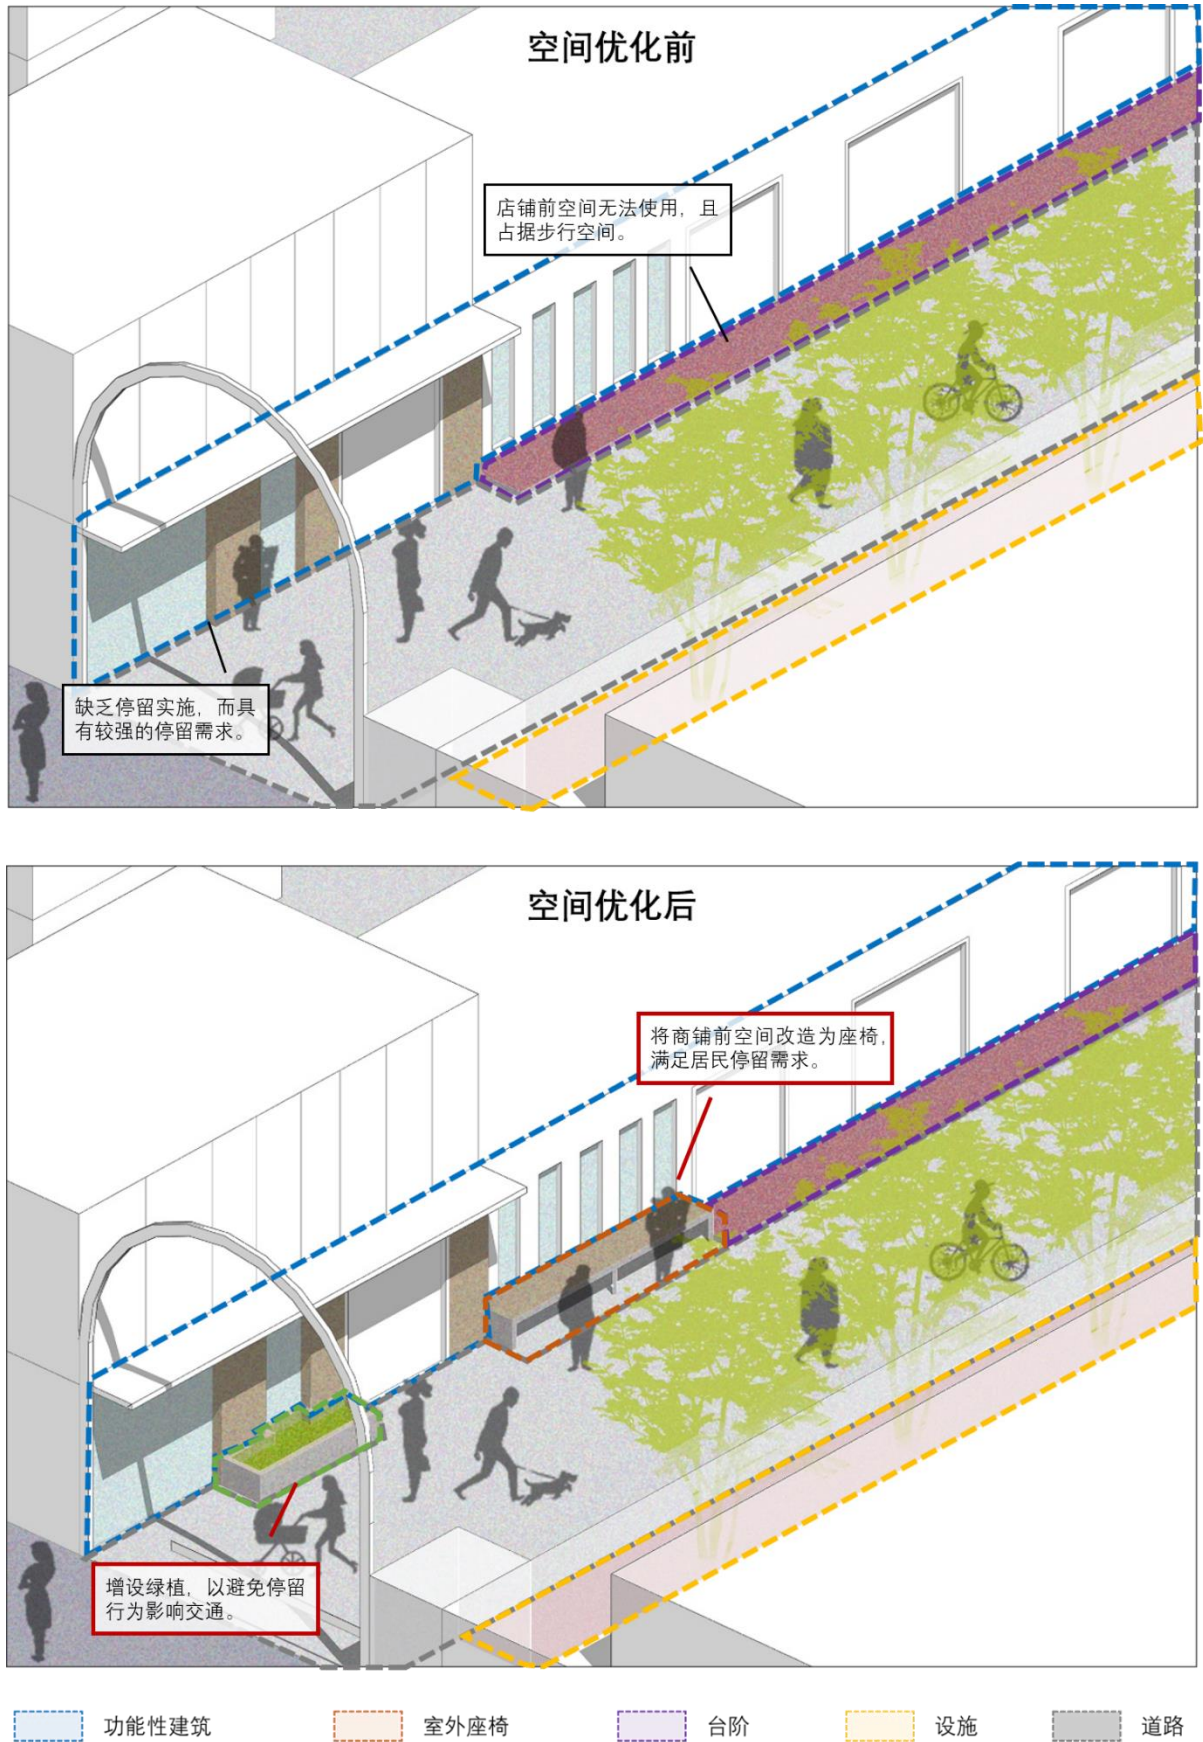 空间优化前
店铺前空间无法使用，且
占据步行空间。
缺乏停留实施，而具
有较强的停留需求。
空间优化后
将商铺前空间改造为座椅，
满足居民停留需求。
增设绿植，以避免停留
行为影响交通。
功能性建筑 室外座椅 台阶 设施 道路